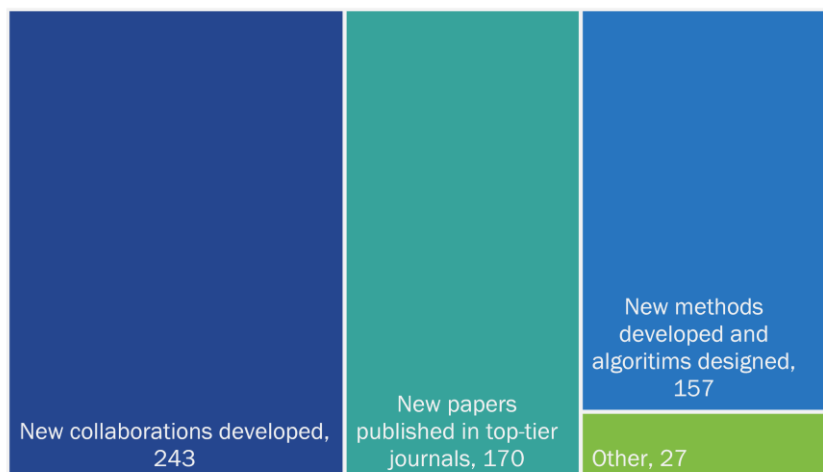 New collaborations developed,
243
New papers
published in top-tier
journals, 170
New methods
developed and
algoritims designed,
157
Other, 27